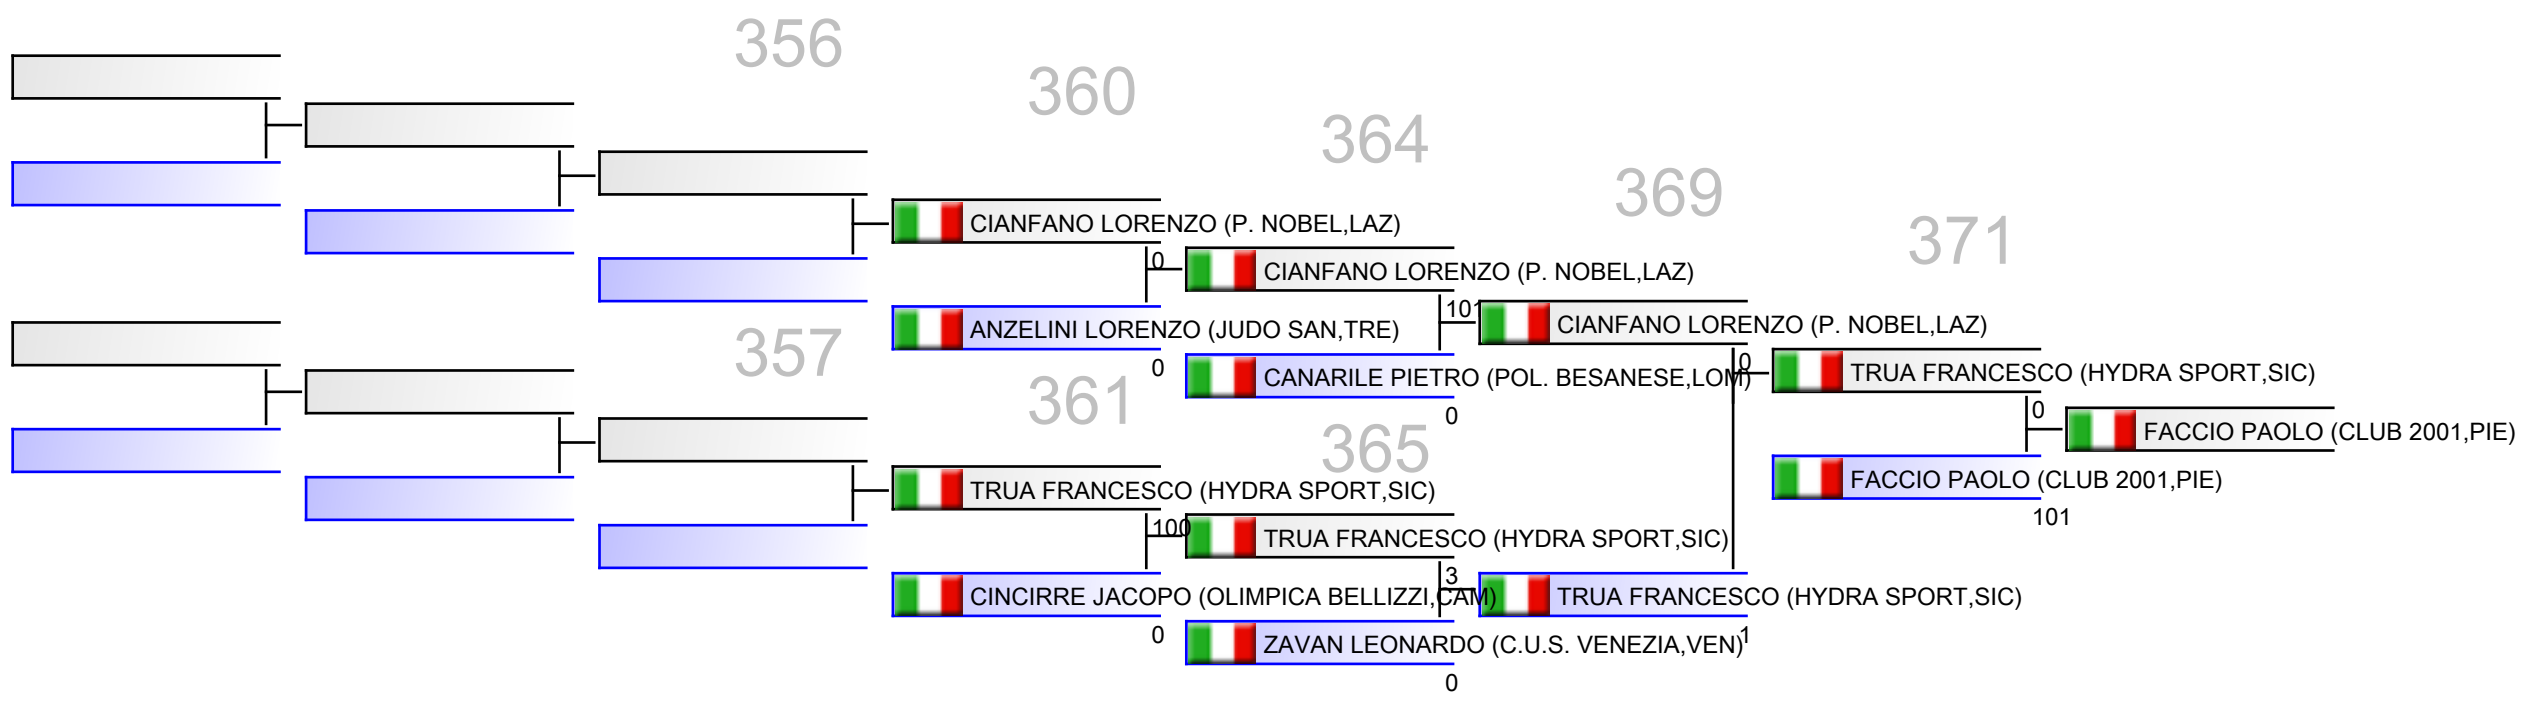 356
360
364
369
371
CIANFANO LORENZO (P. NOBEL,LAZ)
0
CIANFANO LORENZO (P. NOBEL,LAZ)
101
ANZELINI LORENZO (JUDO SAN,TRE)
0
CIANFANO LORENZO (P. NOBEL,LAZ)
0
CANARILE PIETRO (POL. BESANESE,LOM)
0
TRUA FRANCESCO (HYDRA SPORT,SIC)
0
FACCIO PAOLO (CLUB 2001,PIE)
FACCIO PAOLO (CLUB 2001,PIE)
101
357
361
365
TRUA FRANCESCO (HYDRA SPORT,SIC)
100
TRUA FRANCESCO (HYDRA SPORT,SIC)
3
CINCIRRE JACOPO (OLIMPICA BELLIZZI,CAM)
0
TRUA FRANCESCO (HYDRA SPORT,SIC)
1
ZAVAN LEONARDO (C.U.S. VENEZIA,VEN)
0